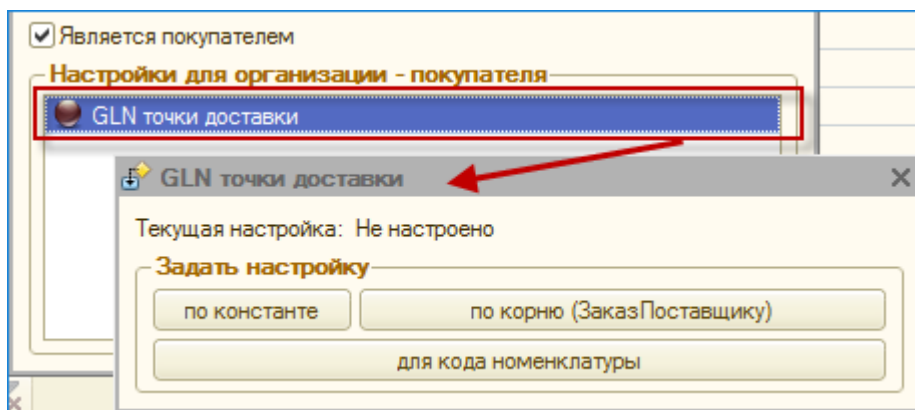 Является покупателем
Настройки для организации - покупателя
GLN точки доставки
GLN точки доставки
Текущая настройка: Не настроено
Задать настройку
по константе
по корню (ЗаказПоставщику)
для кода номенклатуры